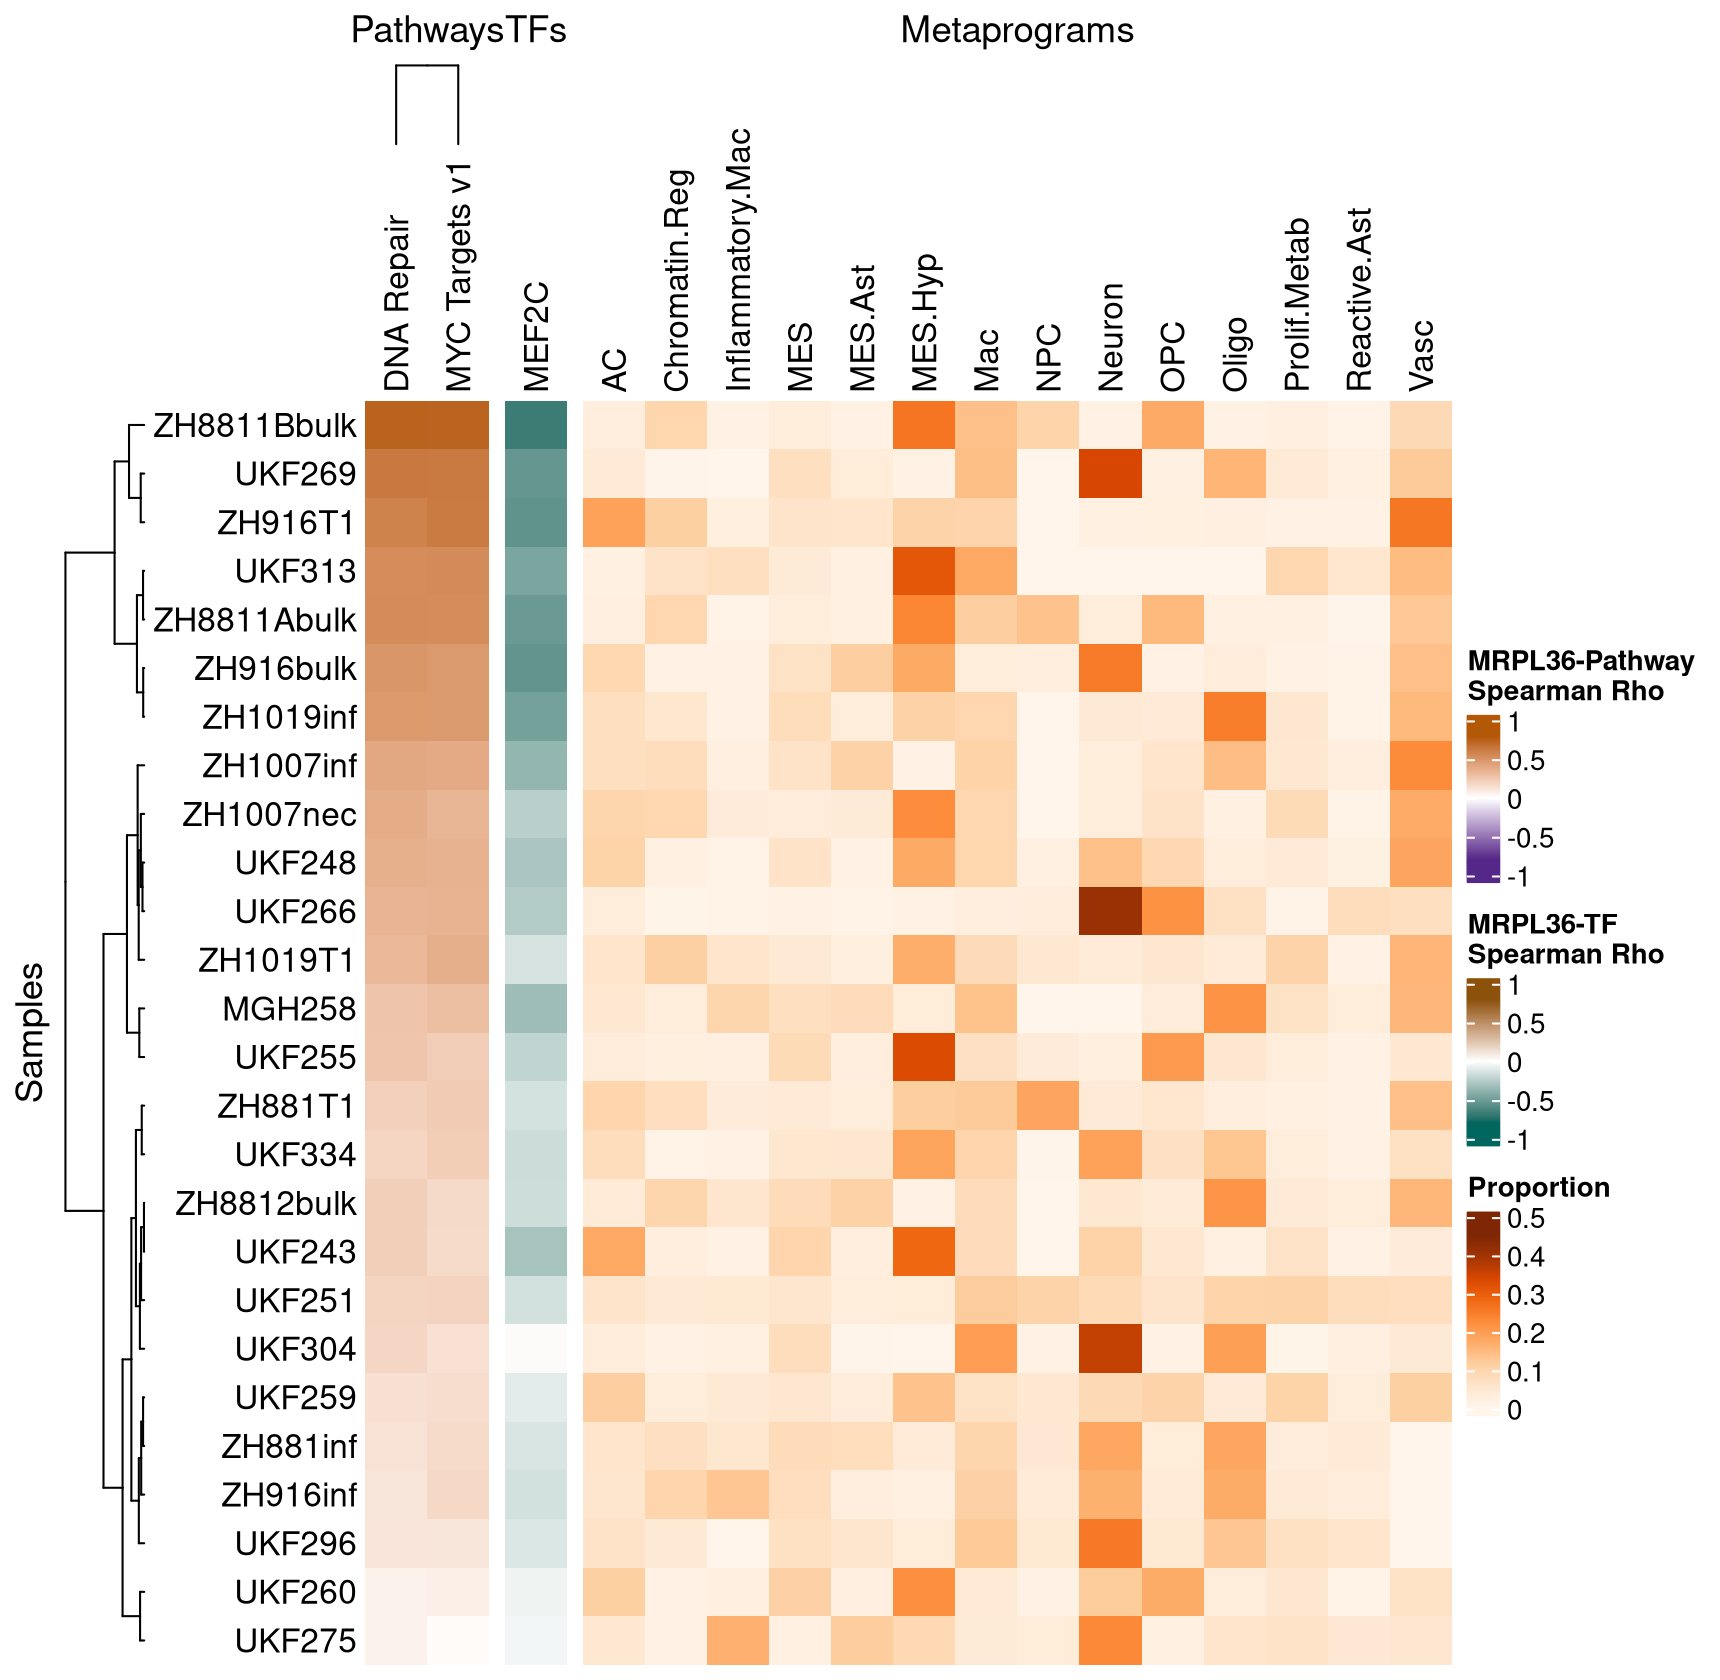 PathwaysTFs
Metaprograms
DNA Repair
MYC Targets v1
MEF2C
AC
Chromatin.Reg
Inflammatory.Mac
MES
MES.Ast
MES.Hyp
Mac
NPC
Neuron
OPC
Oligo
Prolif.Metab
Reactive.Ast
Vasc
Samples
ZH8811Bbulk
UKF269
ZH916T1
UKF313
ZH8811Abulk
ZH916bulk
ZH1019inf
ZH1007inf
ZH1007nec
UKF248
UKF266
ZH1019T1
MGH258
UKF255
ZH881T1
UKF334
ZH8812bulk
UKF243
UKF251
UKF304
UKF259
ZH881inf
ZH916inf
UKF296
UKF260
UKF275
MRPL36-Pathway
Spearman Rho
1
0.5
0
-0.5
-1
MRPL36-TF
Spearman Rho
1
0.5
0
-0.5
-1
Proportion
0.5
0.4
0.3
0.2
0.1
0